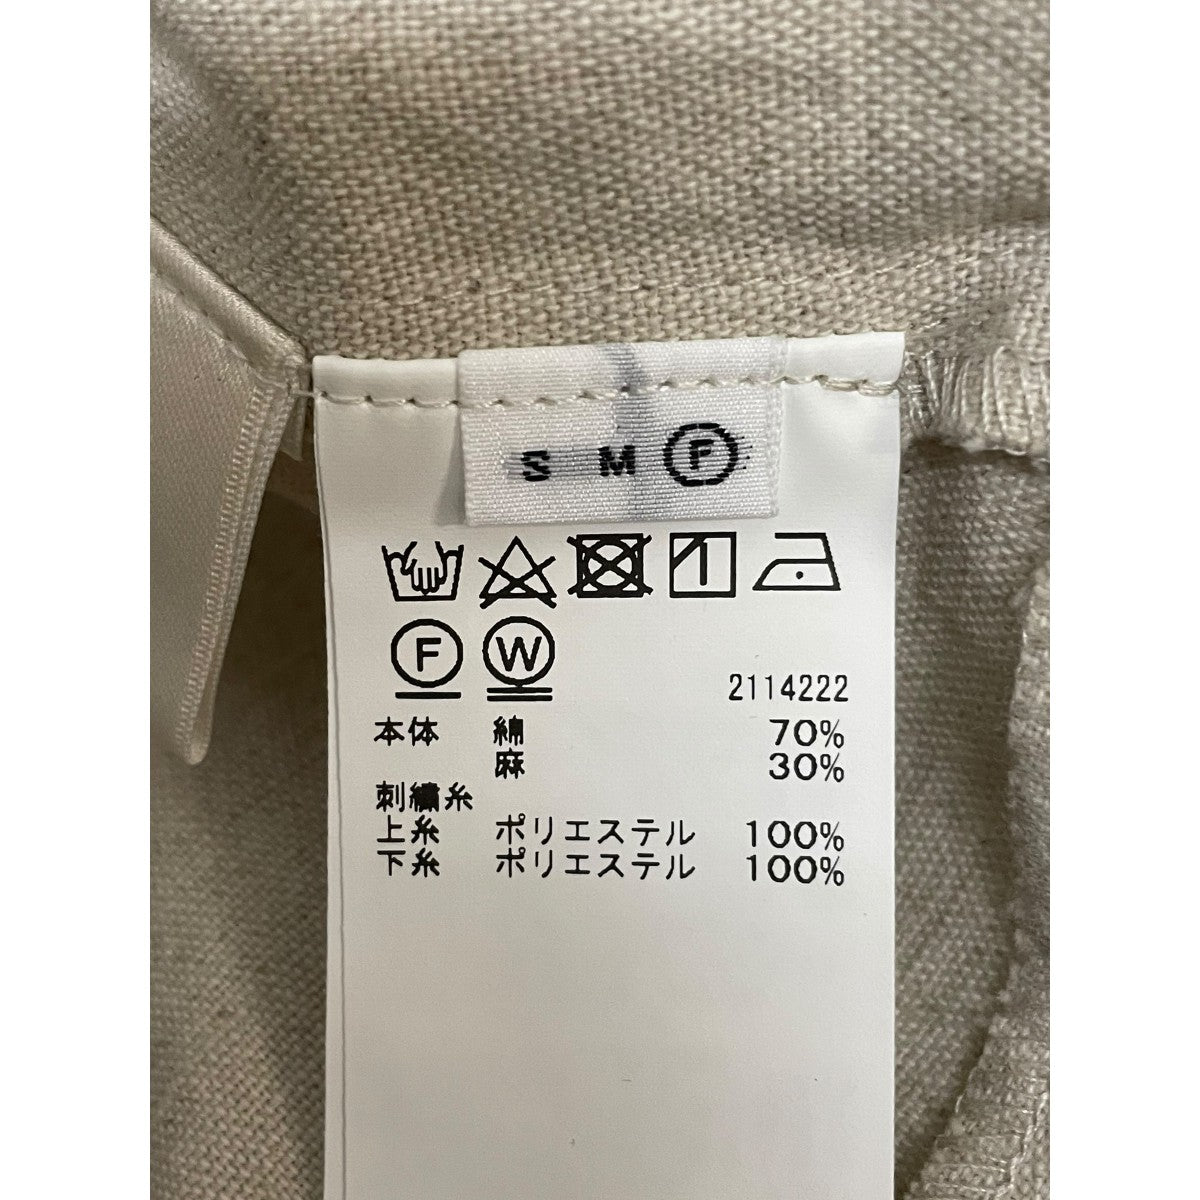 S M F
F W
2114222
本体 綿 70%
麻 30%
刺繍糸
上糸 ポリエステル 100%
下糸 ポリエステル 100%